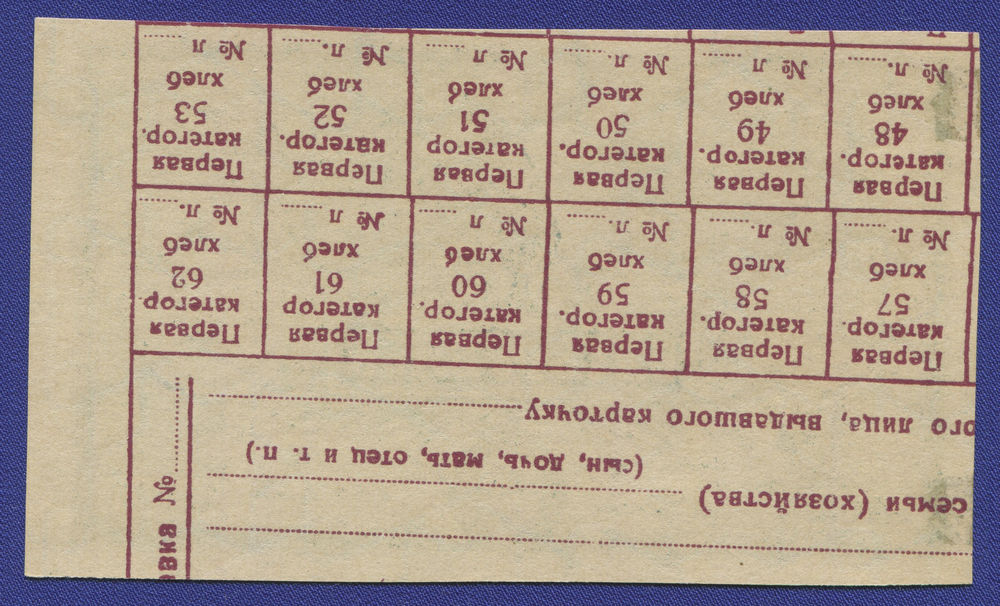 семьи (хозяйства)
(сын, дочь, мать, отец и т. п.)
ого лица, выдавшего карточку
вка №
Первая
категор.
57
хлеб
№ л.
Первая
категор.
58
хлеб
№ л.
Первая
категор.
59
хлеб
№ л.
Первая
категор.
60
хлеб
№ л
Первая
категор
61
хлеб
№ л
Первая
категор.
62
хлеб
№ л.
Первая
категор.
48
хлеб
№ л.
Первая
категор.
49
хлеб
№ л
Первая
категор.
50
хлеб
№ л.
Первая
категор
51
хлеб
№ л
Первая
категор.
52
хлеб
№ л.
Первая
категор.
53
хлеб
№ л